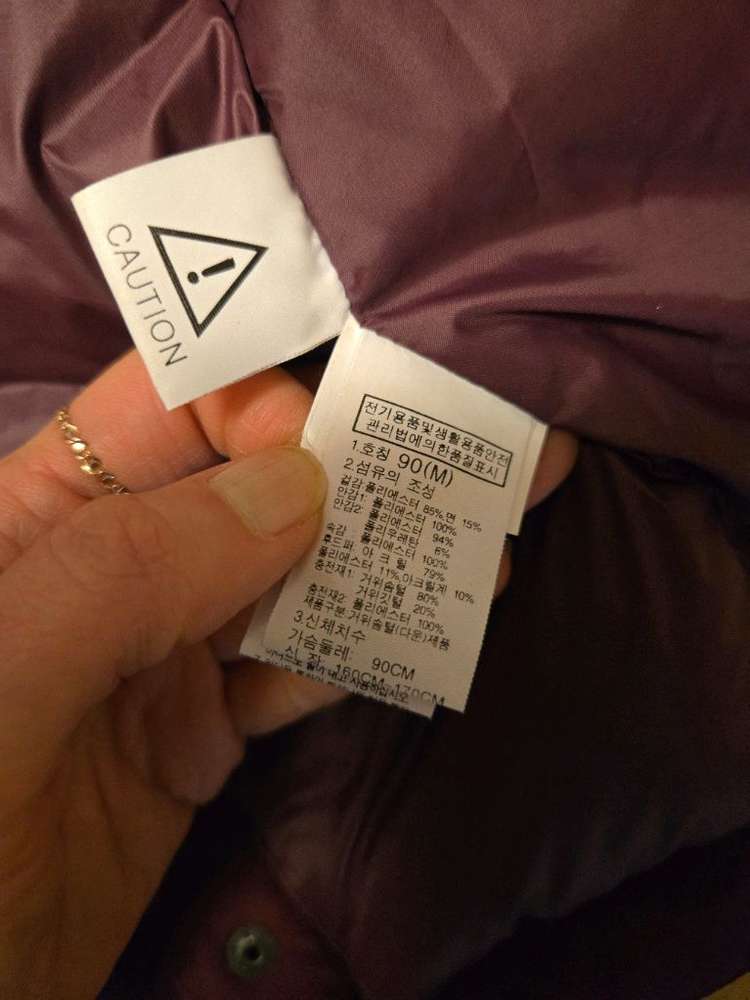 CAUTION
전기용품및생활용품안전
관리법에의한품질표시
1.호칭 90(M)
2.섬유의 조성
겉감: 폴리에스터 85%,면 15%
안감1: 폴리에스터 100%
안감2: 폴리에스터 94%
폴리우레탄 6%
속감 폴리에스터 100%
후드퍼: 아 크 릴 79%
폴리에스터 11%,아크릴계 10%
충전재1: 거위솜털 80%
거위깃털 20%
충전재2: 폴리에스터 100%
제품구분:거위솜털(다운)제품
3.신체치수
가슴둘레: 90CM
신 장: 160CM-170CM